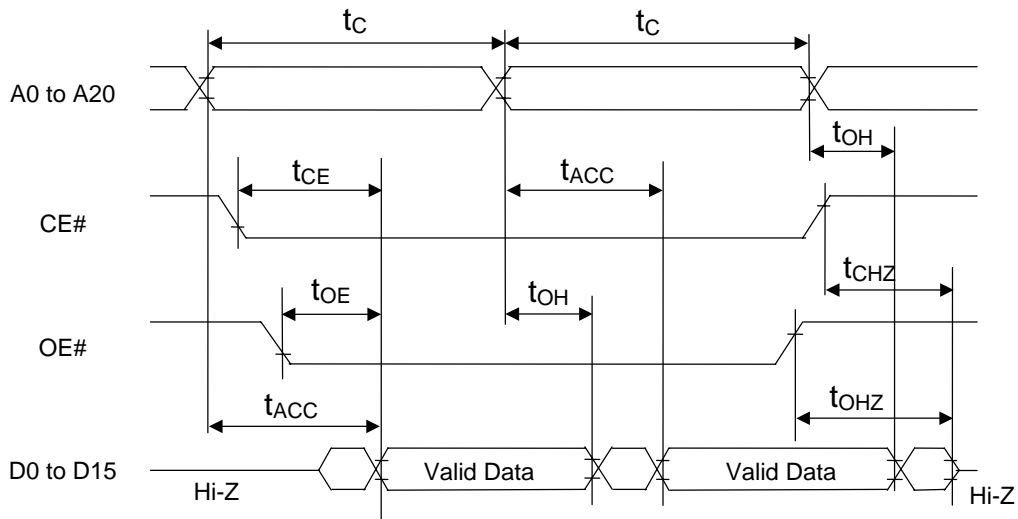 tC tC
A0 to A20
tOH
tCE tACC
CE#
tCHZ
tOE tOH
OE#
tACC tOHZ
D0 to D15 Valid Data Valid Data
Hi-Z Hi-Z